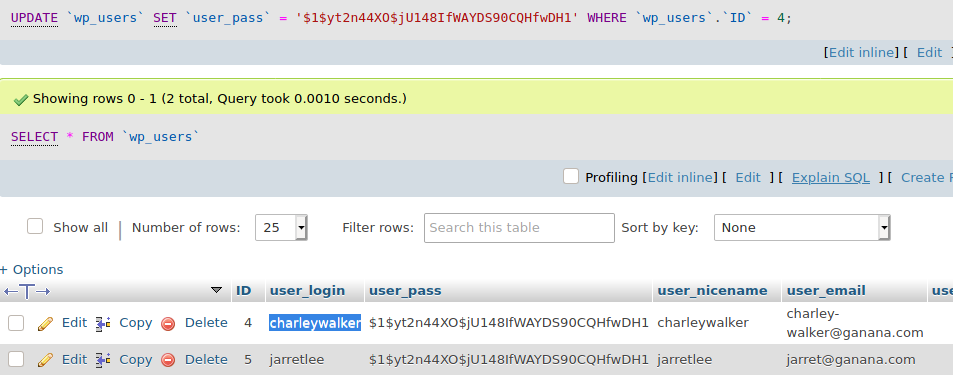 UPDATE `wp_users` SET `user_pass` = '$1$yt2n44XO$jU148IfWAYDS90CQHfwDH1' WHERE `wp_users`.`ID` = 4;
[Edit inline] [ Edit ]
Showing rows 0 - 1 (2 total, Query took 0.0010 seconds.)
SELECT * FROM `wp_users`
Profiling [Edit inline] [ Edit ] [ Explain SQL ] [ Create
Show all Number of rows: 25 Filter rows: Search this table Sort by key: None
+ Options
←T→ ID user_login user_pass user_nicename user_email use
Edit Copy Delete 4 charleywalker $1$yt2n44XO$jU148IfWAYDS90CQHfwDH1 charleywalker charley-
walker@ganana.com
Edit Copy Delete 5 jarretlee $1$yt2n44XO$jU148IfWAYDS90CQHfwDH1 jarretlee jarret@ganana.com